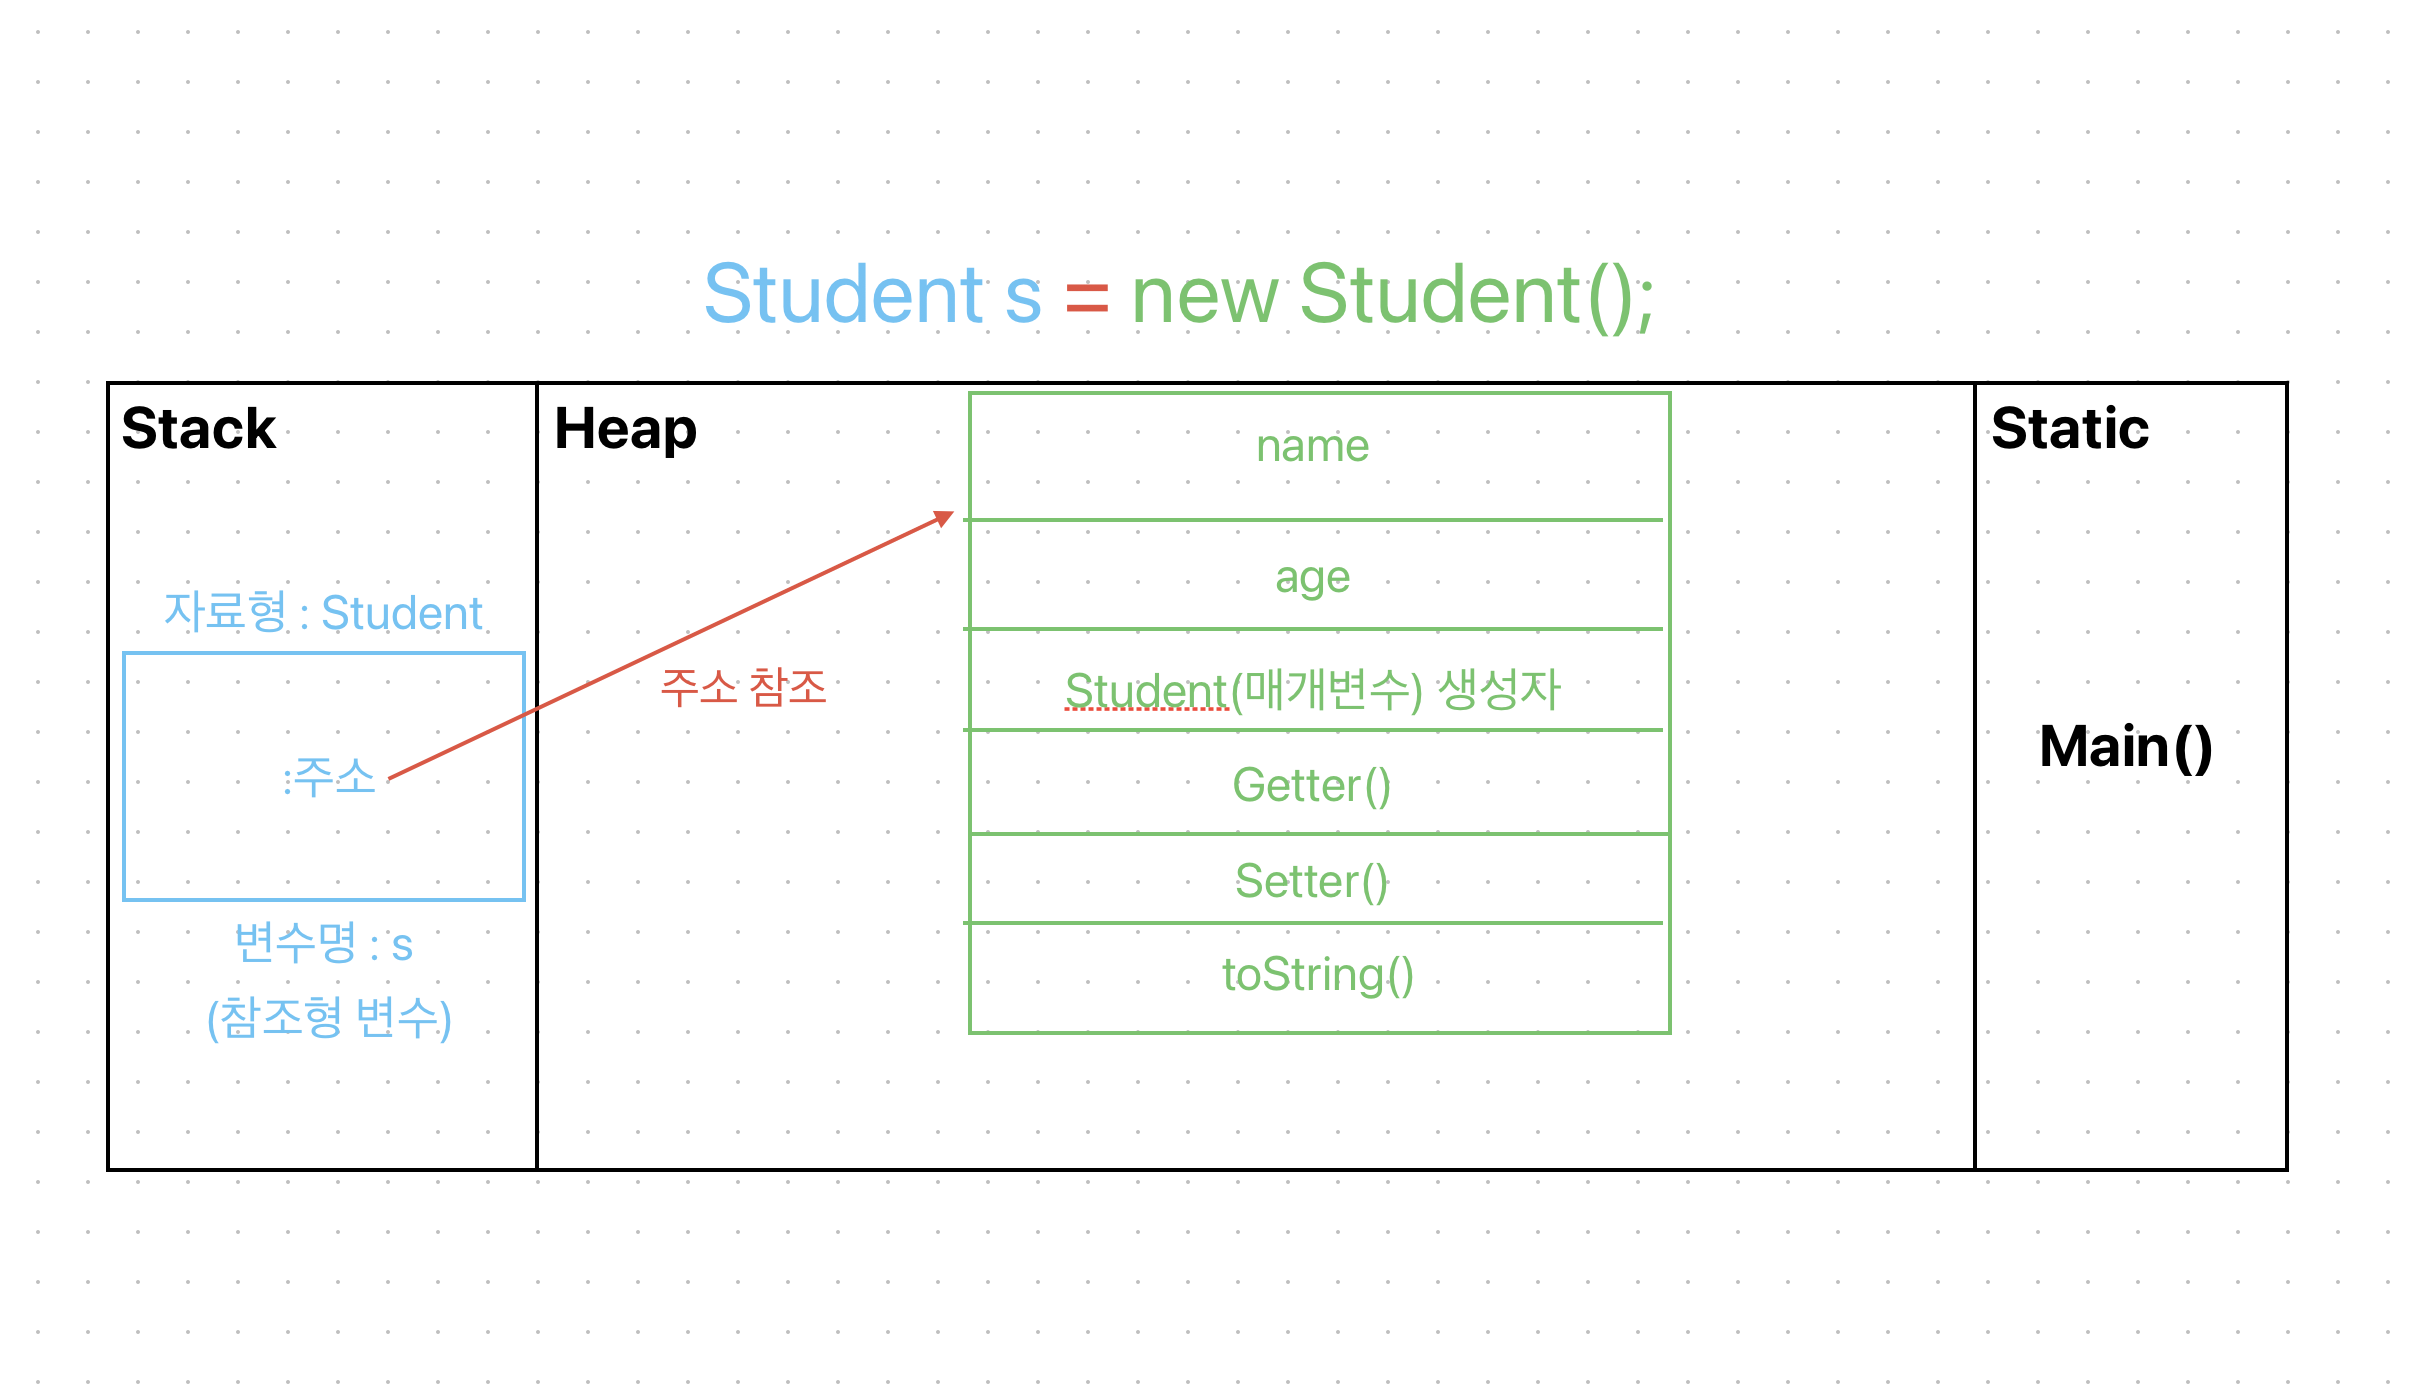 Student s = new Student();
Stack
자료형 : Student
:주소
변수명 : s
(참조형 변수)
Heap
주소 참조
name
age
Student(매개변수) 생성자
Getter()
Setter()
toString()
Static
Main()